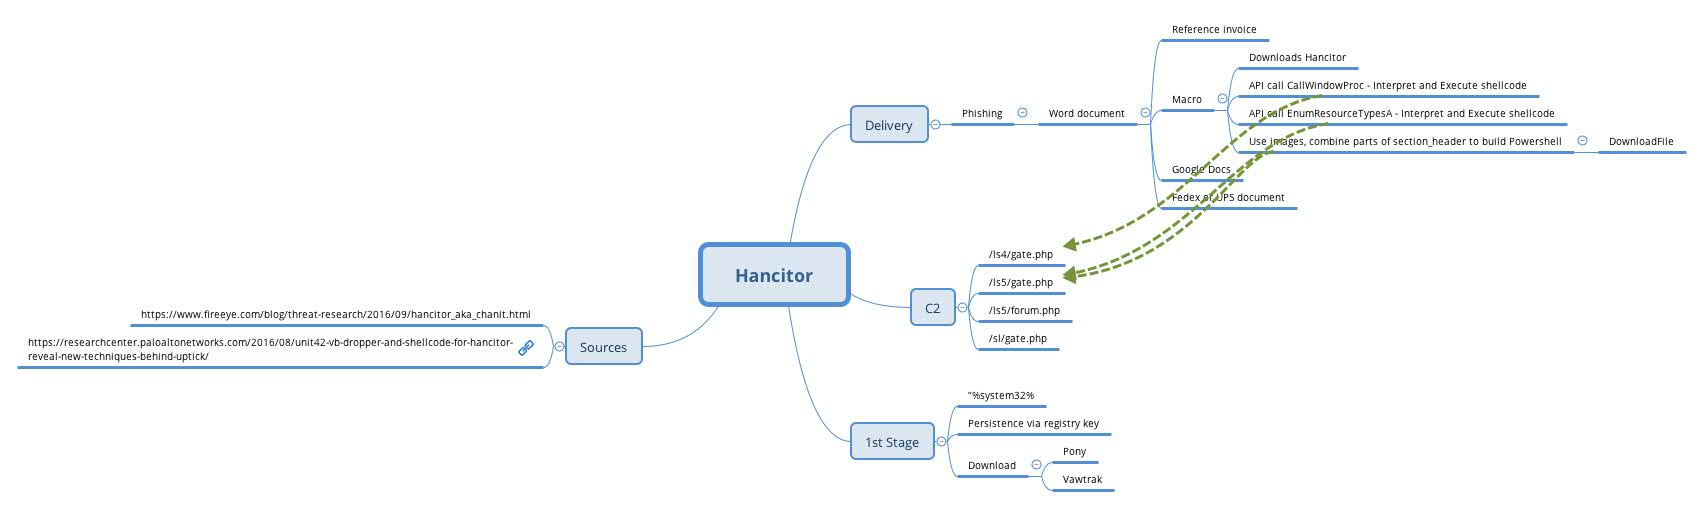 Hancitor
Delivery
Phishing
Word document
Reference invoice
Macro
Downloads Hancitor
API call CallWindowProc - Interpret and Execute shellcode
API call EnumResourceTypesA - Interpret and Execute shellcode
Use images, combine parts of section_header to build Powershell
DownloadFile
Google Docs
Fedex or UPS document
C2
/ls4/gate.php
/ls5/gate.php
/ls5/forum.php
/sl/gate.php
1st Stage
"%system32%
Persistence via registry key
Download
Pony
Vawtrak
Sources
https://www.fireeye.com/blog/threat-research/2016/09/hancitor_aka_chanit.html
https://researchcenter.paloaltonetworks.com/2016/08/unit42-vb-dropper-and-shellcode-for-hancitor-
reveal-new-techniques-behind-uptick/